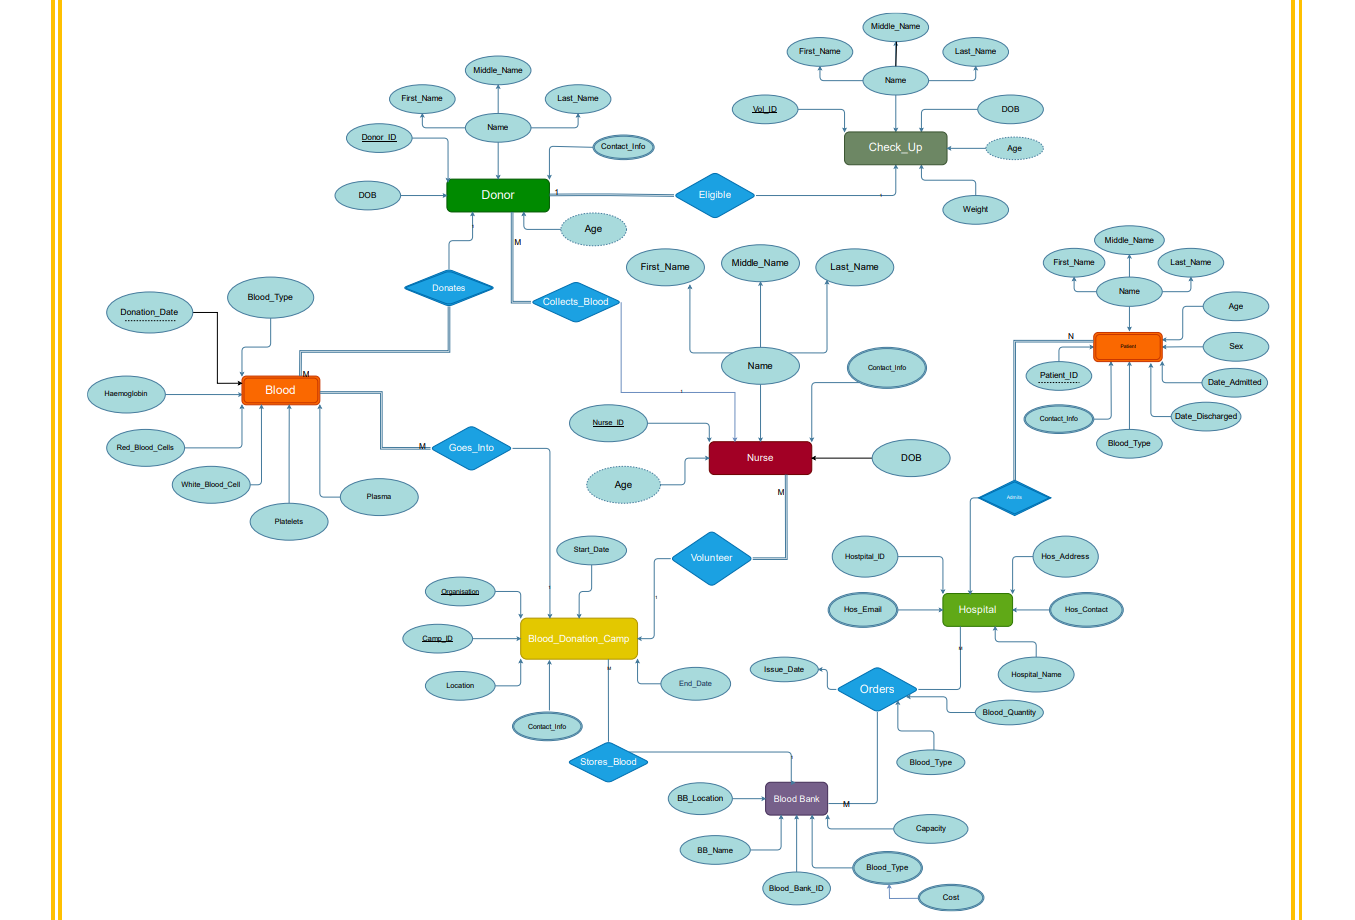 Middle_Name
First_Name
Last_Name
Name
Vol_ID
DOB
Check_Up
Age
Weight
Middle_Name
First_Name
Last_Name
Name
Donor_ID
Contact_Info
DOB
Donor
1
Eligible
Age
M
Donates
Collects_Blood
First_Name
Middle_Name
Last_Name
Name
Contact_Info
Nurse_ID
Nurse
DOB
Age
M
Middle_Name
First_Name
Last_Name
Name
Age
N
Patient
Sex
Patient_ID
Date_Admitted
Contact_Info
Date_Discharged
Blood_Type
Donation_Date
Blood_Type
M
Blood
Haemoglobin
Red_Blood_Cells
White_Blood_Cell
Platelets
Plasma
M
Goes_Into
Volunteer
Start_Date
Organisation
Camp_ID
Blood_Donation_Camp
Location
End_Date
Contact_Info
Hostpital_ID
Hos_Address
Hos_Email
Hospital
Hos_Contact
Hospital_Name
Issue_Date
Orders
Blood_Quantity
Blood_Type
Stores_Blood
BB_Location
Blood Bank
M
Capacity
BB_Name
Blood_Type
Blood_Bank_ID
Cost